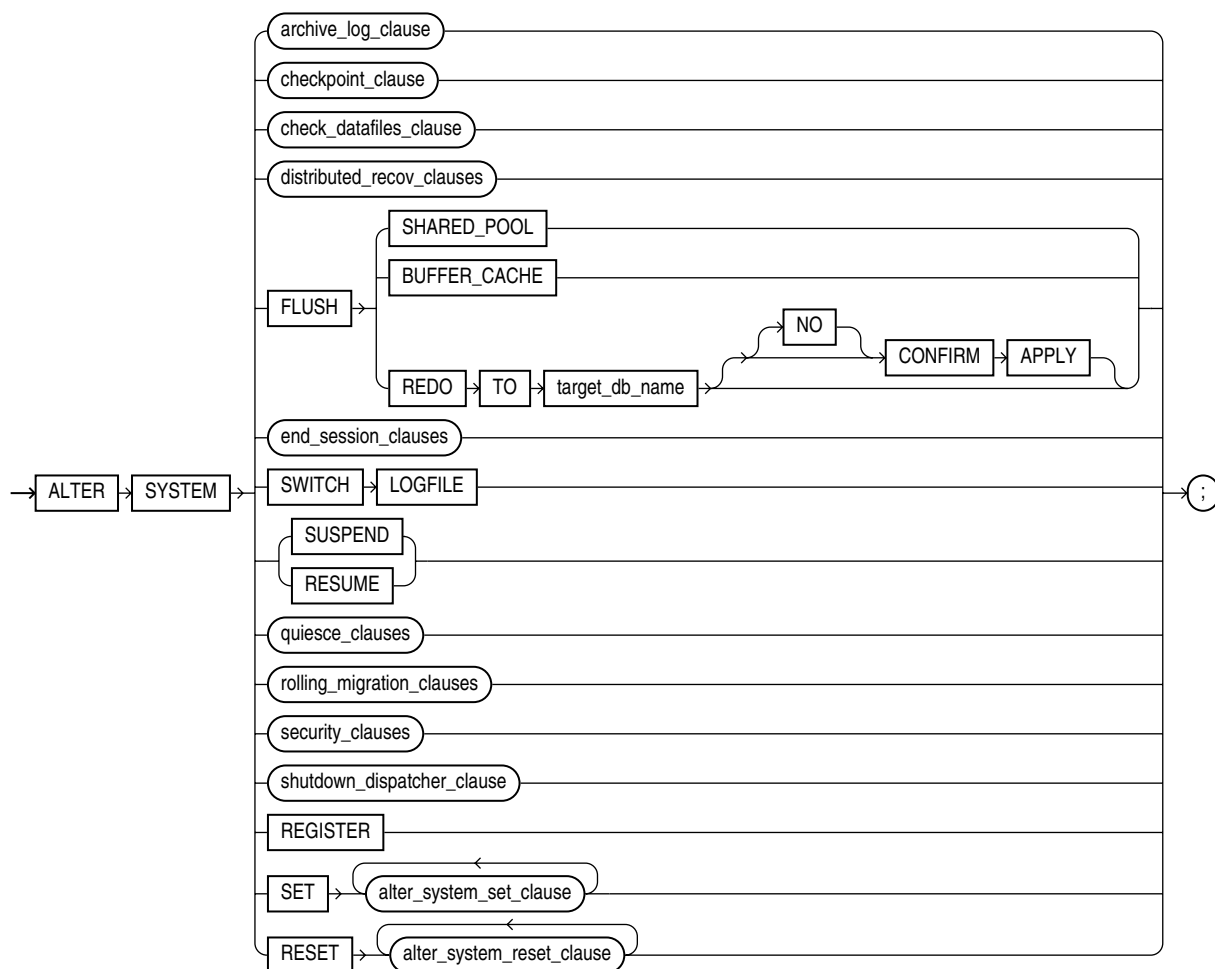 archive_log_clause
checkpoint_clause
check_datafiles_clause
distributed_recov_clauses
SHARED_POOL
BUFFER_CACHE
FLUSH
NO
CONFIRM APPLY
REDO TO target_db_name
end_session_clauses
ALTER SYSTEM SWITCH LOGFILE ;
SUSPEND
RESUME
quiesce_clauses
rolling_migration_clauses
security_clauses
shutdown_dispatcher_clause
REGISTER
SET alter_system_set_clause
RESET alter_system_reset_clause